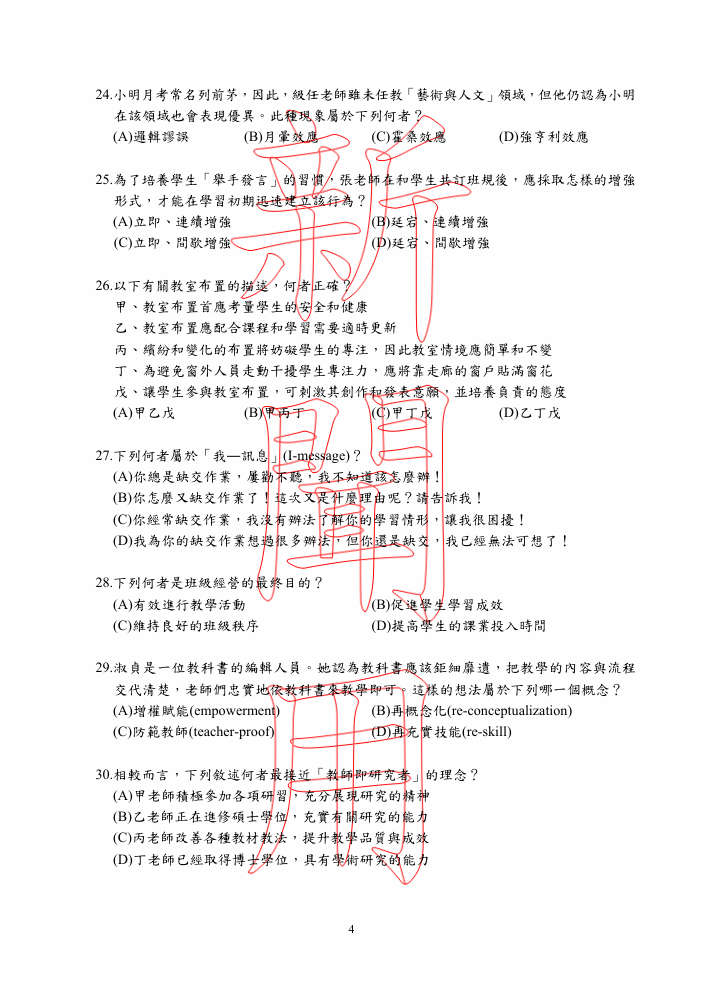 24.小明月考常名列前茅，因此，級任老師雖未任教「藝術與人文」領域，但他仍認為小明
在該領域也會表現優異。此種現象屬於下列何者？
(A)邏輯謬誤 (B)月暈效應 (C)霍桑效應 (D)強亨利效應
25.為了培養學生「舉手發言」的習慣，張老師在和學生共訂班規後，應採取怎樣的增強
形式，才能在學習初期迅速建立該行為？
(A)立即、連續增強 (B)延宕、連續增強
(C)立即、間歇增強 (D)延宕、間歇增強
26.以下有關教室布置的描述，何者正確？
甲、教室布置首應考量學生的安全和健康
乙、教室布置應配合課程和學習需要適時更新
丙、繽紛和變化的布置將妨礙學生的專注，因此教室情境應簡單和不變
丁、為避免窗外人員走動干擾學生專注力，應將靠走廊的窗戶貼滿窗花
戊、讓學生參與教室布置，可刺激其創作和發表意願，並培養負責的態度
(A)甲乙戊 (B)甲丙丁 (C)甲丁戊 (D)乙丁戊
27.下列何者屬於「我—訊息」(I-message)？
(A)你總是缺交作業，屢勸不聽，我不知道該怎麼辦！
(B)你怎麼又缺交作業了！這次又是什麼理由呢？請告訴我！
(C)你經常缺交作業，我沒有辦法了解你的學習情形，讓我很困擾！
(D)我為你的缺交作業想過很多辦法，但你還是缺交，我已經無法可想了！
28.下列何者是班級經營的最終目的？
(A)有效進行教學活動 (B)促進學生學習成效
(C)維持良好的班級秩序 (D)提高學生的課業投入時間
29.淑貞是一位教科書的編輯人員。她認為教科書應該鉅細靡遺，把教學的內容與流程
交代清楚，老師們忠實地依教科書來教學即可。這樣的想法屬於下列哪一個概念？
(A)增權賦能(empowerment) (B)再概念化(re-conceptualization)
(C)防範教師(teacher-proof) (D)再充實技能(re-skill)
30.相較而言，下列敘述何者最接近「教師即研究者」的理念？
(A)甲老師積極參加各項研習，充分展現研究的精神
(B)乙老師正在進修碩士學位，充實有關研究的能力
(C)丙老師改善各種教材教法，提升教學品質與成效
(D)丁老師已經取得博士學位，具有學術研究的能力
4